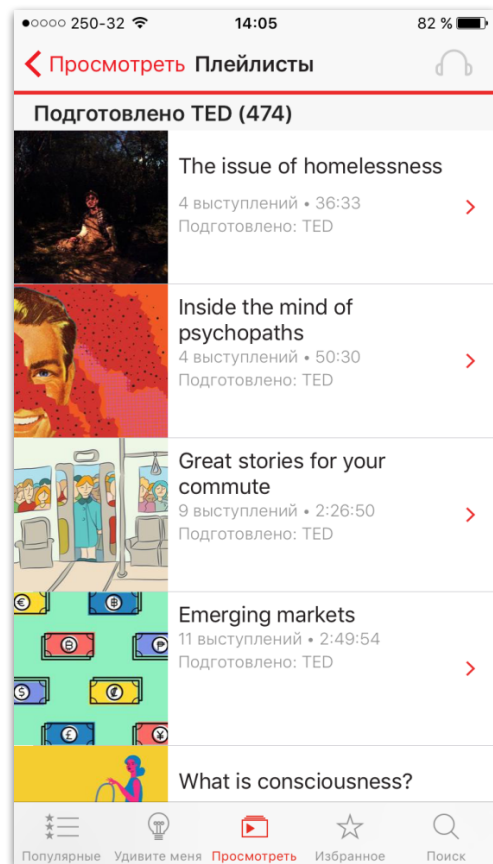 250-32 14:05 82 %
Просмотреть Плейлисты
Подготовлено TED (474)
The issue of homelessness
4 выступлений • 36:33
Подготовлено: TED
Inside the mind of
psychopaths
4 выступлений • 50:30
Подготовлено: TED
Great stories for your
commute
9 выступлений • 2:26:50
Подготовлено: TED
Emerging markets
11 выступлений • 2:49:54
Подготовлено: TED
What is consciousness?
Популярные Удивите меня Просмотреть Избранное Поиск